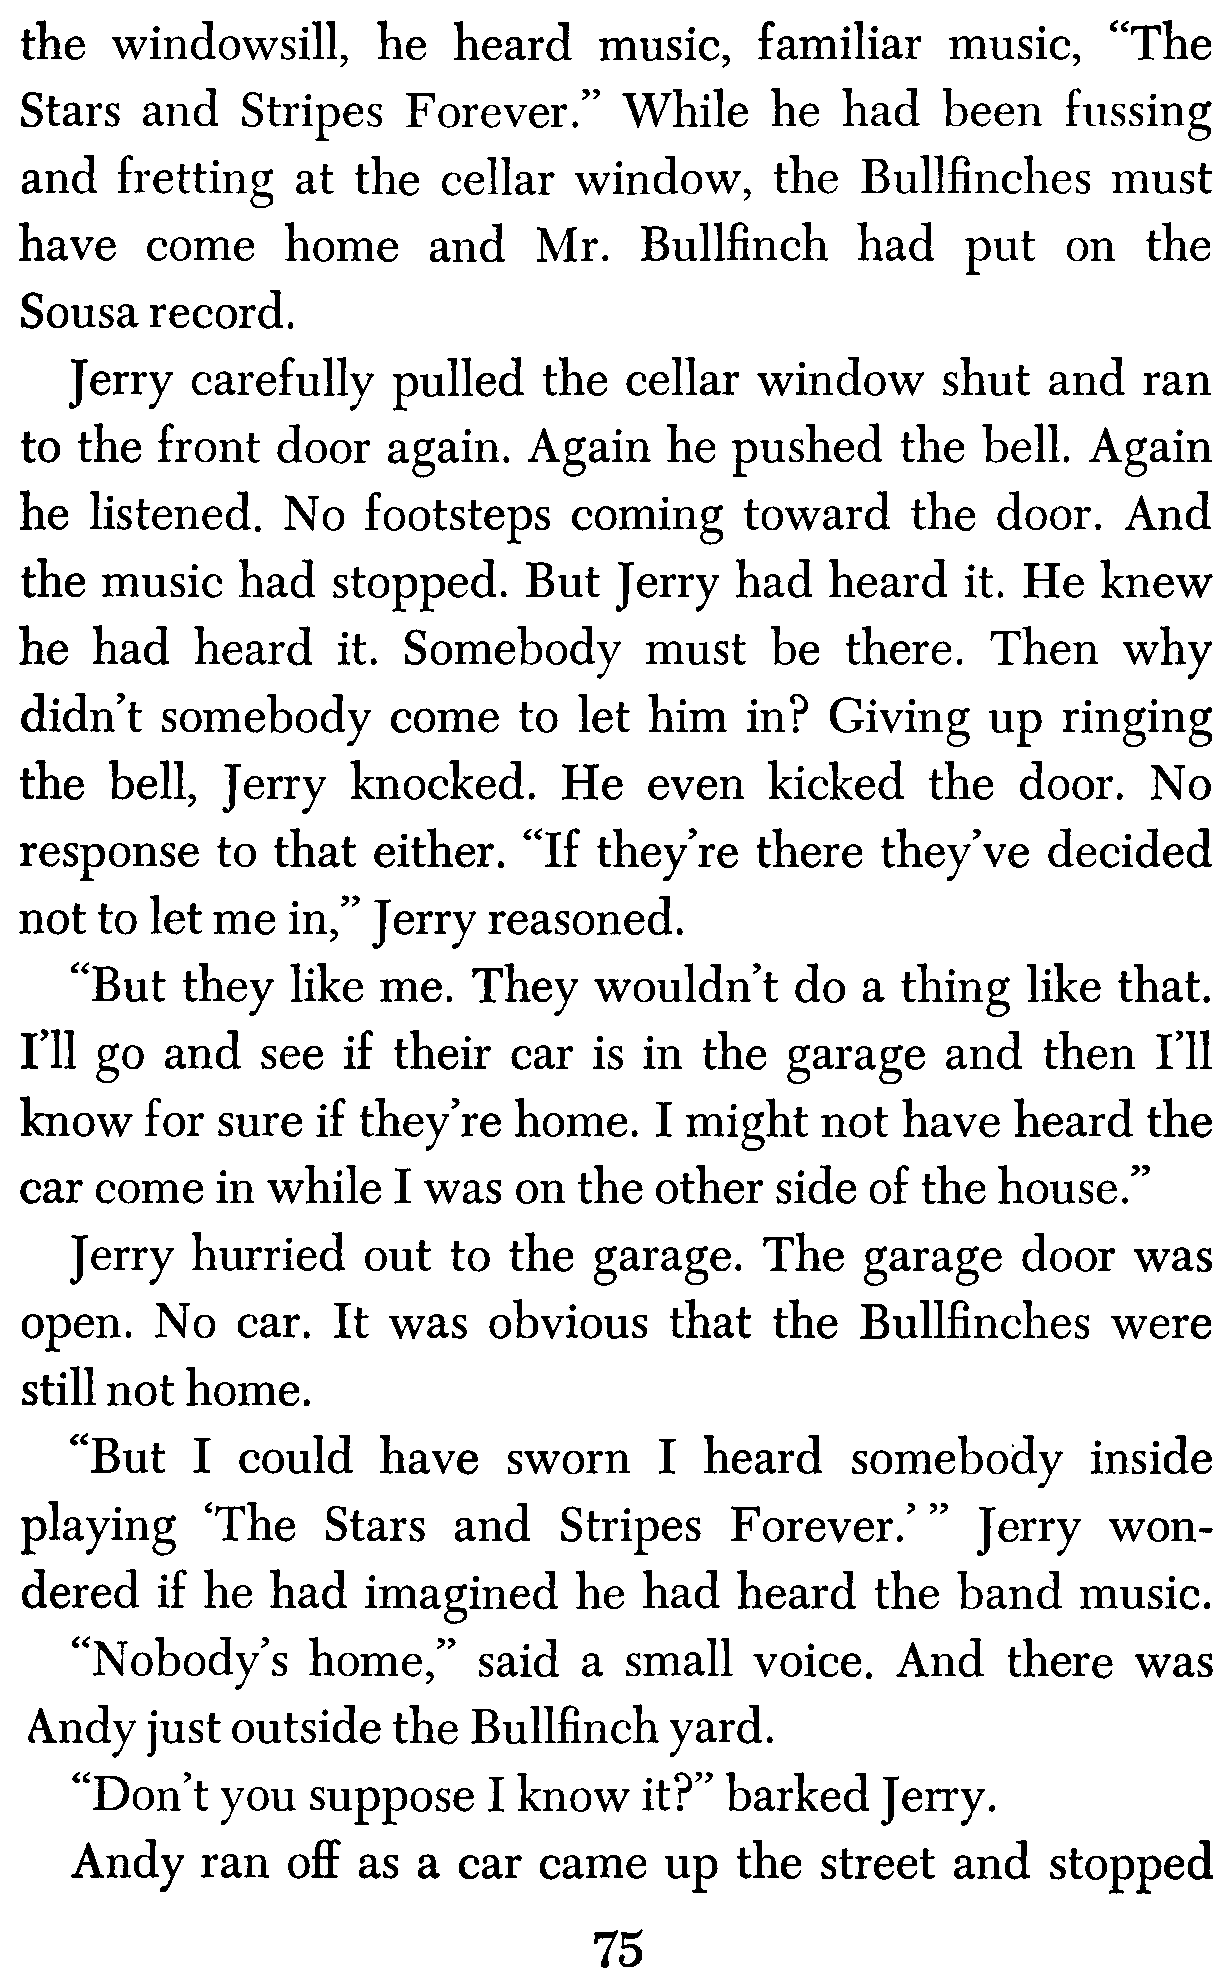 the windowsill, he heard music, familiar music, “The
Stars and Stripes Forever.” While he had been fussing
and fretting at the cellar window, the Bullfinches must
have come home and Mr. Bullfinch had put on the
Sousa record.
Jerry carefully pulled the cellar window shut and ran
to the front door again. Again he pushed the bell. Again
he listened. No footsteps coming toward the door. And
the music had stopped. But Jerry had heard it. He knew
he had heard it. Somebody must be there. Then why
didn’t somebody come to let him in? Giving up ringing
the bell, Jerry knocked. He even kicked the door. No
response to that either. “If they’re there they’ve decided
not to let me in,” Jerry reasoned.
“But they like me. They wouldn’t do a thing like that.
I’ll go and see if their car is in the garage and then I’ll
know for sure if they’re home. I might not have heard the
car come in while I was on the other side of the house.”
Jerry hurried out to the garage. The garage door was
open. No car. It was obvious that the Bullfinches were
still not home.
“But I could have sworn I heard somebody inside
playing ‘The Stars and Stripes Forever.’ ” Jerry won-
dered if he had imagined he had heard the band music.
“Nobody’s home,” said a small voice. And there was
Andy just outside the Bullfinch yard.
“Don’t you suppose I know it?” barked Jerry.
Andy ran off as a car came up the street and stopped
75